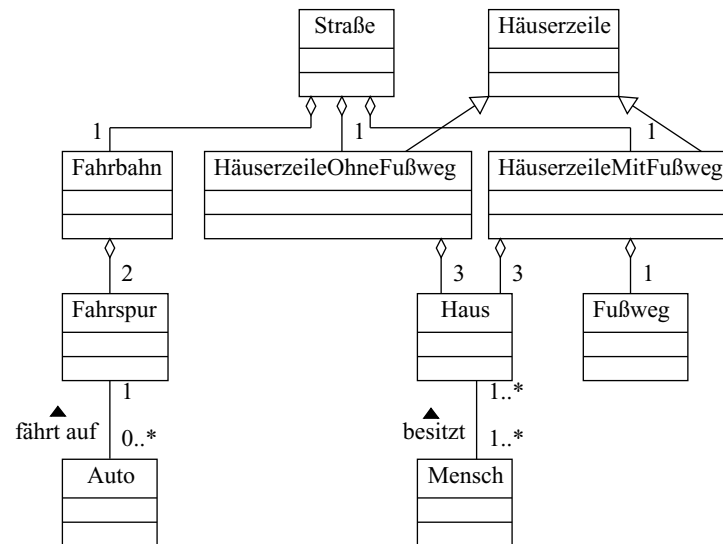 Straße
Häuserzeile
1
1
1
Fahrbahn
HäuserzeileOhneFußweg
HäuserzeileMitFußweg
2
3
3
1
Fahrspur
Haus
Fußweg
1
1..*
fährt auf
besitzt
0..*
1..*
Auto
Mensch